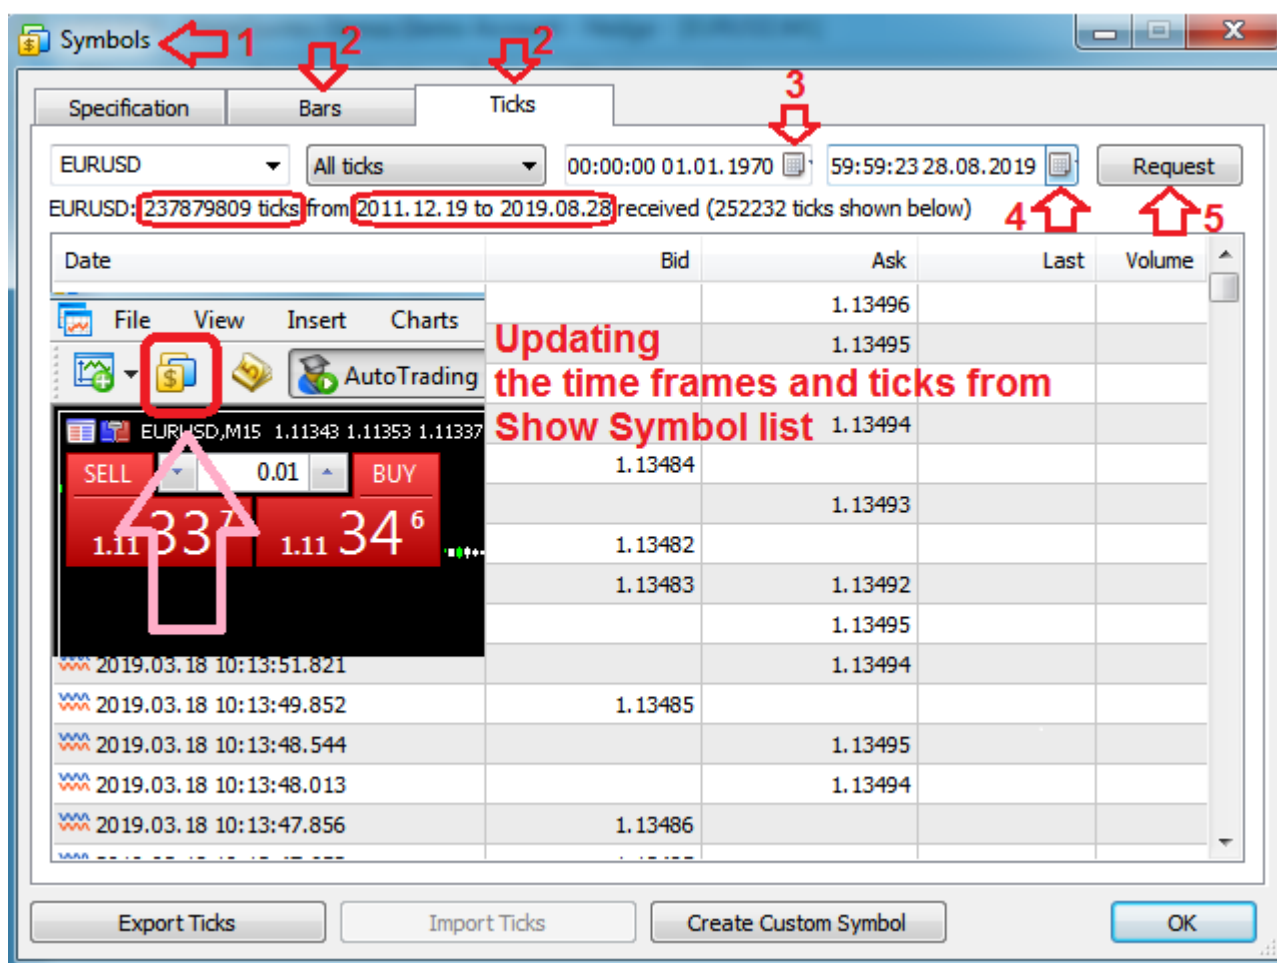 Symbols 1 2 2
Specification Bars Ticks 3
EURUSD All ticks 00:00:00 01.01.1970 59:59:23 28.08.2019 Request
EURUSD: 237879809 ticks from 2011.12.19 to 2019.08.28 received (252232 ticks shown below) 4 5
Date Bid Ask Last Volume
1.13496
File View Insert Charts
Updating
1.13495
AutoTrading
the time frames and ticks from
EURUSD,M15 1.11343 1.11353 1.11337
Show Symbol list
1.13494
SELL 0.01 BUY
1.13484
1.11 33 7 1.11 34 6
1.13493
1.13482
1.13483 1.13492
1.13495
2019.03.18 10:13:51.821 1.13494
2019.03.18 10:13:49.852 1.13485
2019.03.18 10:13:48.544 1.13495
2019.03.18 10:13:48.013 1.13494
2019.03.18 10:13:47.856 1.13486
Export Ticks Import Ticks Create Custom Symbol OK